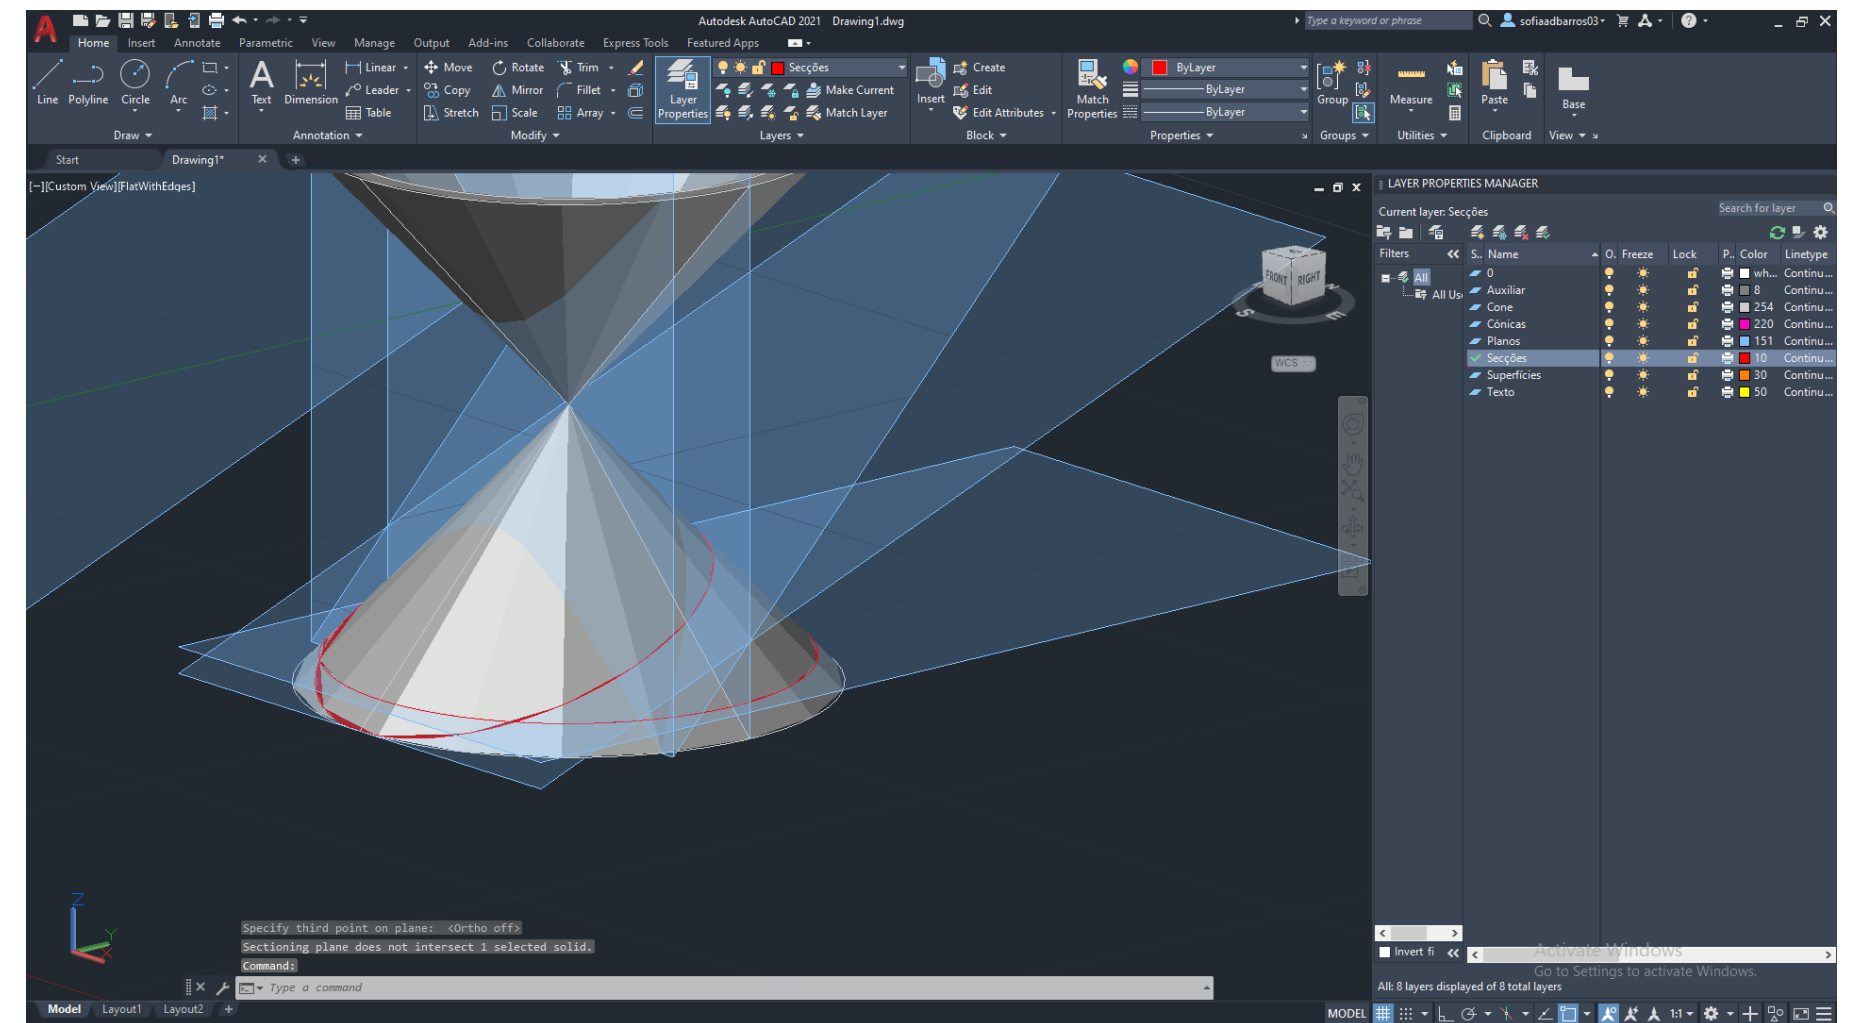 Autodesk AutoCAD 2021 Drawing1.dwg
Type a keyword or phrase
sofiaadbarros03
Home Insert Annotate Parametric View Manage Output Add-ins Collaborate Express Tools Featured Apps
Line Polyline Circle Arc
Draw
Text Dimension
Linear
Leader
Table
Annotation
Move Rotate Trim
Copy Mirror Fillet
Stretch Scale Array
Modify
Layer
Properties
Secções
Make Current
Match Layer
Layers
Insert
Create
Edit
Edit Attributes
Block
Match
Properties
ByLayer
ByLayer
ByLayer
Properties
Group
Groups
Measure
Utilities
Paste
Clipboard
Base
View
Start Drawing1*
[−][Custom View][FlatWithEdges]
FRONT RIGHT
S E
WCS
LAYER PROPERTIES MANAGER
Current layer: Secções
Search for layer
Filters
All
All Us
S.. Name O. Freeze Lock P.. Color Linetype
0 wh... Continu...
Auxiliar 8 Continu...
Cone 254 Continu...
Cónicas 220 Continu...
Planos 151 Continu...
Secções 10 Continu...
Superfícies 30 Continu...
Texto 50 Continu...
Invert fi
Activate Windows
Go to Settings to activate Windows.
All: 8 layers displayed of 8 total layers
Z
Y
X
Specify third point on plane: <Ortho off>
Sectioning plane does not intersect 1 selected solid.
Command:
Type a command
Model Layout1 Layout2 +
MODEL 1:1